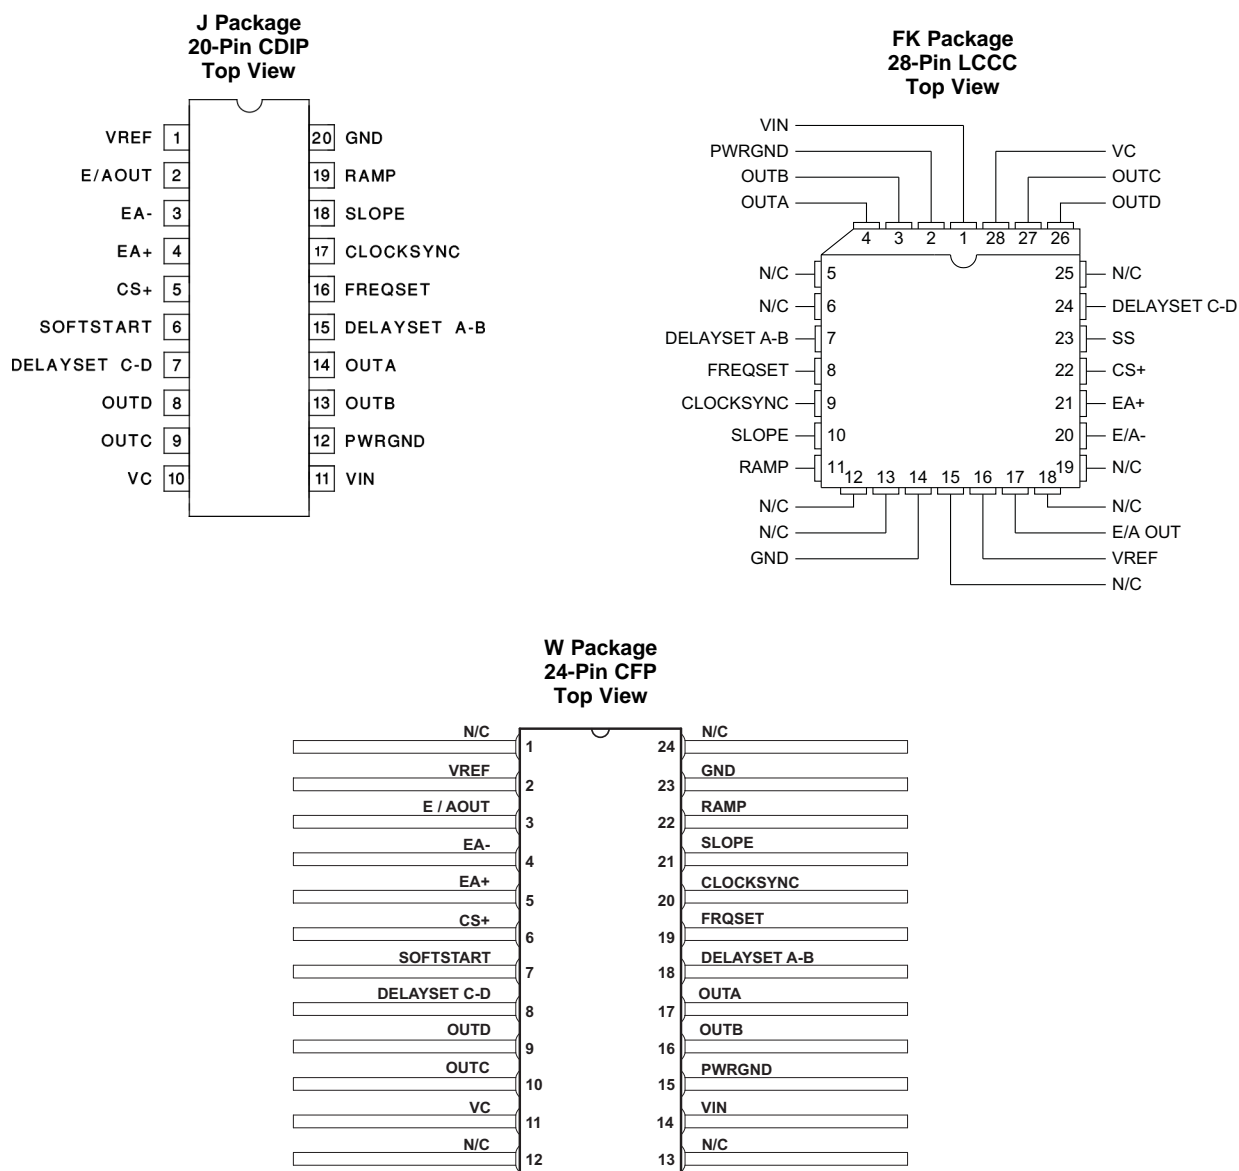 J Package
20-Pin CDIP
Top View
VREF 1 20 GND
E/AOUT 2 19 RAMP
EA- 3 18 SLOPE
EA+ 4 17 CLOCKSYNC
CS+ 5 16 FREQSET
SOFTSTART 6 15 DELAYSET A-B
DELAYSET C-D 7 14 OUTA
OUTD 8 13 OUTB
OUTC 9 12 PWRGND
VC 10 11 VIN
FK Package
28-Pin LCCC
Top View
VIN
PWRGND VC
OUTB OUTC
OUTA OUTD
4 3 2 1 28 27 26
N/C 5 25 N/C
N/C 6 24 DELAYSET C-D
DELAYSET A-B 7 23 SS
FREQSET 8 22 CS+
CLOCKSYNC 9 21 EA+
SLOPE 10 20 E/A-
RAMP 11 19 N/C
12 13 14 15 16 17 18
N/C N/C
N/C E/A OUT
GND VREF
N/C
W Package
24-Pin CFP
Top View
N/C 1 24 N/C
VREF 2 23 GND
E / AOUT 3 22 RAMP
EA- 4 21 SLOPE
EA+ 5 20 CLOCKSYNC
CS+ 6 19 FRQSET
SOFTSTART 7 18 DELAYSET A-B
DELAYSET C-D 8 17 OUTA
OUTD 9 16 OUTB
OUTC 10 15 PWRGND
VC 11 14 VIN
N/C 12 13 N/C